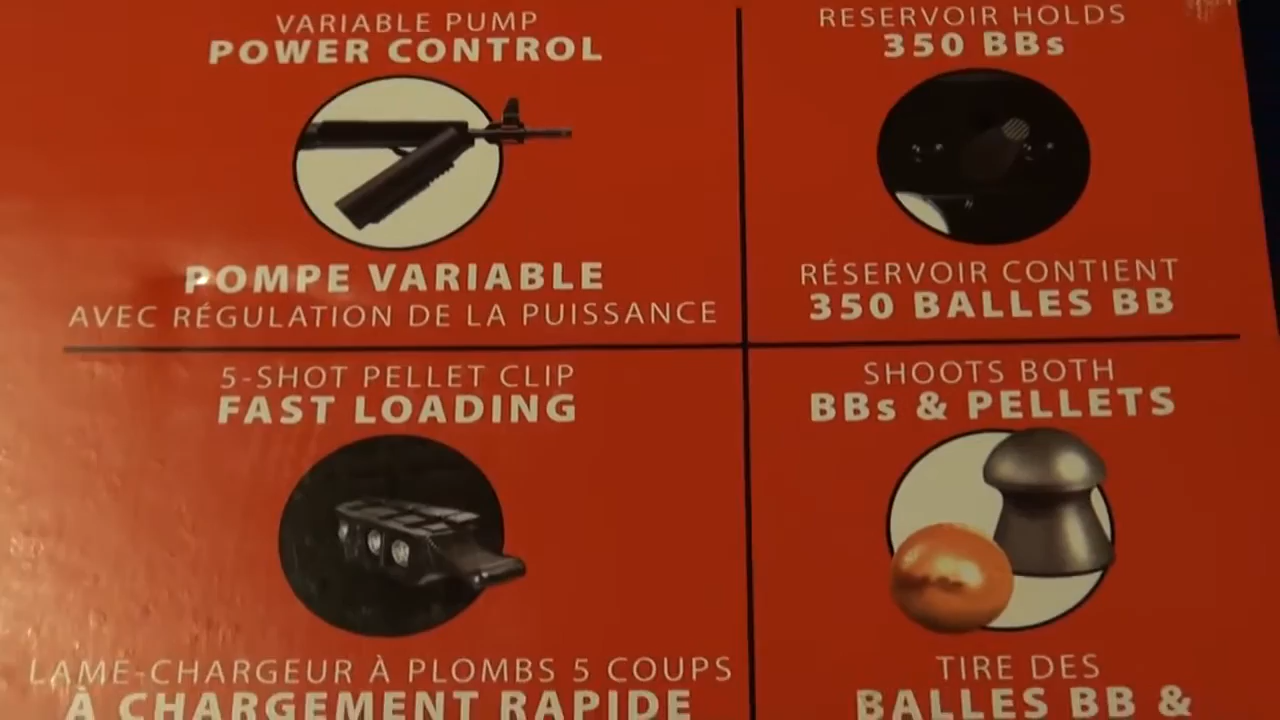 VARIABLE PUMP
POWER CONTROL
POMPE VARIABLE
AVEC RÉGULATION DE LA PUISSANCE
RESERVOIR HOLDS
350 BBs
RÉSERVOIR CONTIENT
350 BALLES BB
5-SHOT PELLET CLIP
FAST LOADING
LAME-CHARGEUR À PLOMBS 5 COUPS
À CHARGEMENT RAPIDE
SHOOTS BOTH
BBs & PELLETS
TIRE DES
BALLES BB &